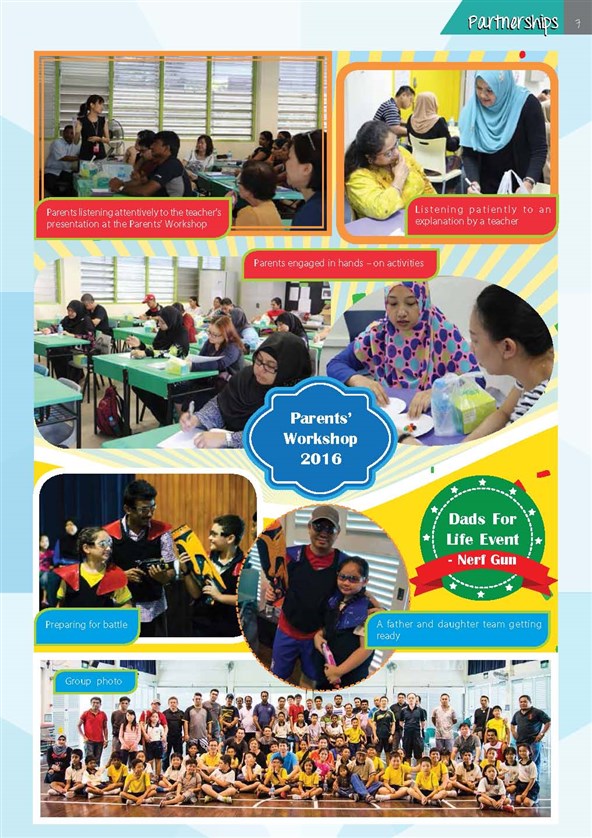 Partnerships 7
Parents listening attentively to the teacher's
presentation at the Parents' Workshop
Listening patiently to an
explanation by a teacher
Parents engaged in hands – on activities
Parents'
Workshop
2016
Dads For
Life Event
- Nerf Gun
Preparing for battle
A father and daughter team getting
ready
Group photo